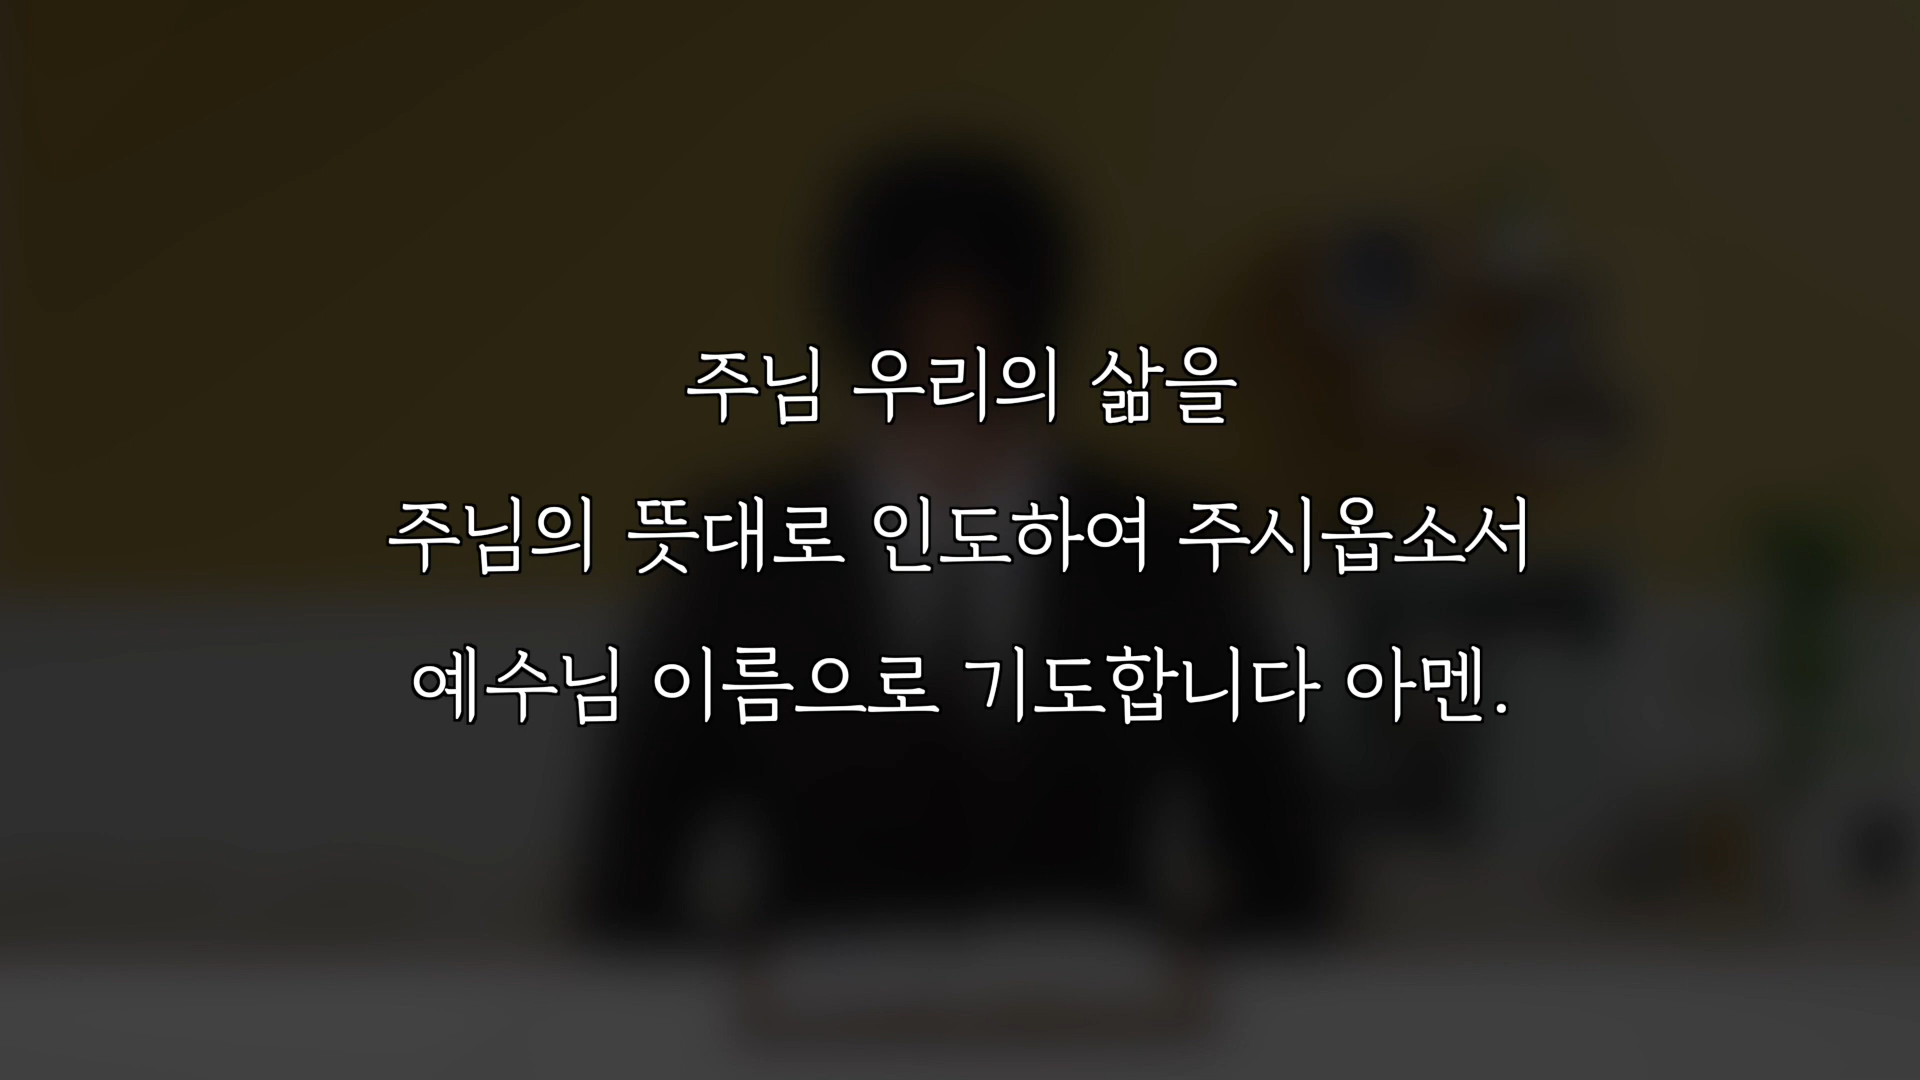 주님 우리의 삶을
주님의 뜻대로 인도하여 주시옵소서
예수님 이름으로 기도합니다 아멘.